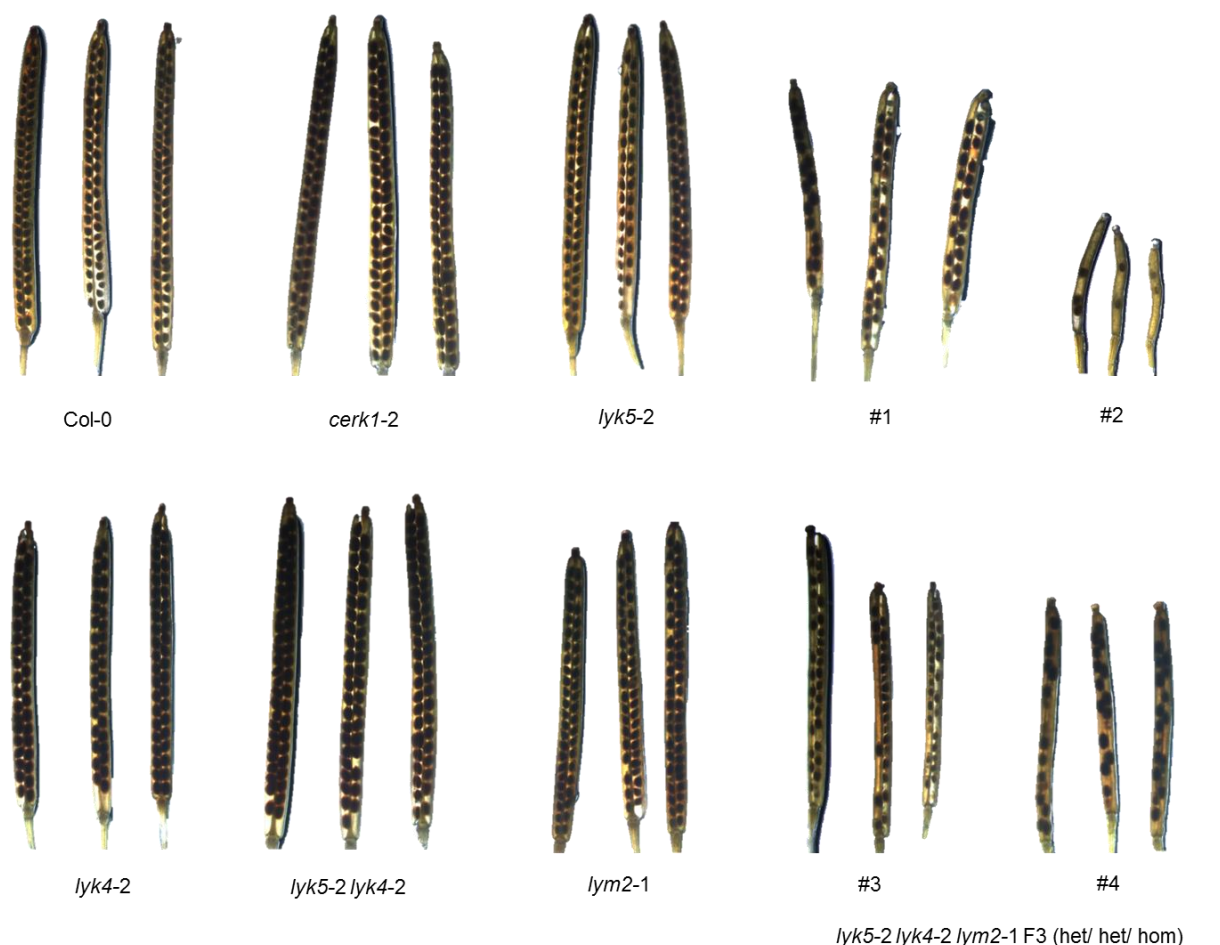 Col-0 cerk1-2 lyk5-2 #1 #2
lyk4-2 lyk5-2 lyk4-2 lym2-1 #3 #4
lyk5-2 lyk4-2 lym2-1 F3 (het/ het/ hom)